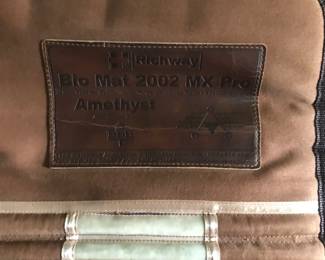 Richway
Bio Mat 2002 MX Pro
Amethyst